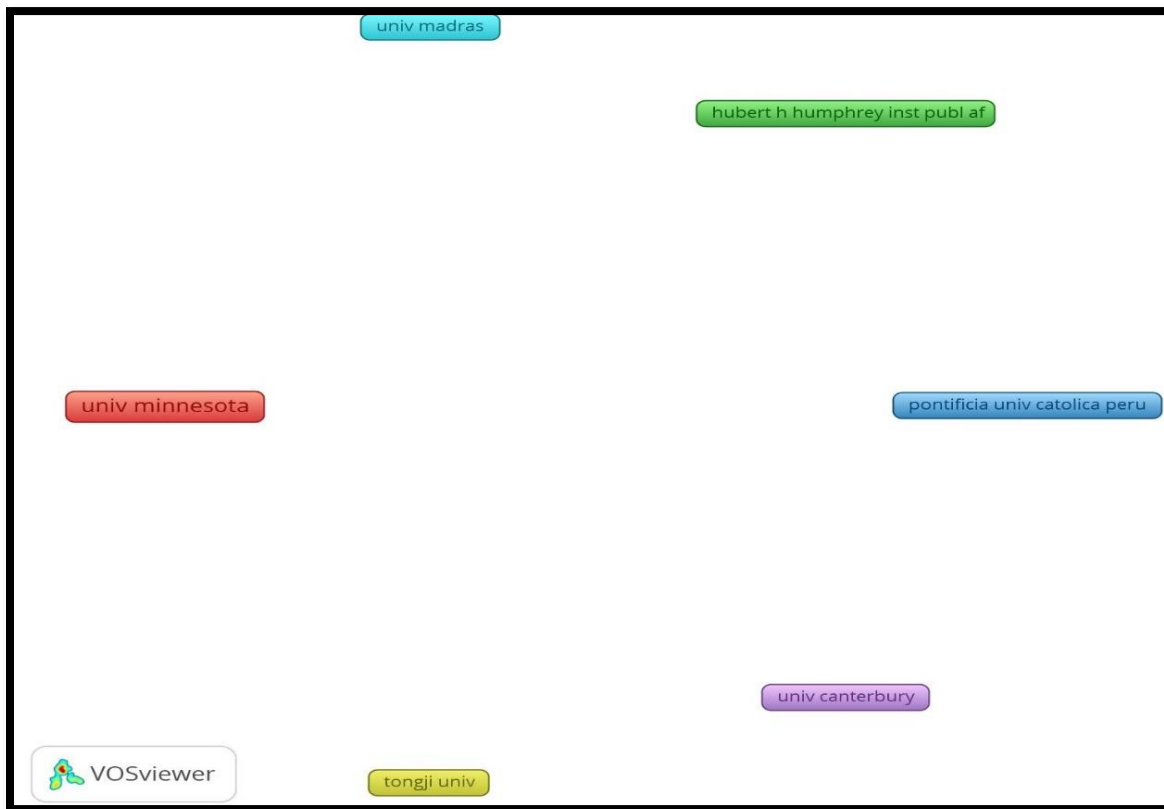 univ madras
hubert h humphrey inst publ af
univ minnesota
pontificia univ catolica peru
univ canterbury
VOSviewer
tongji univ